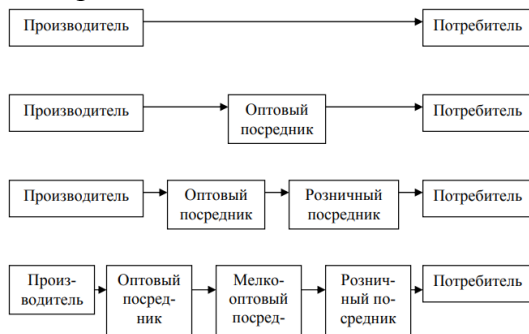 Производитель
Потребитель
Производитель
Оптовый
посредник
Потребитель
Производитель
Оптовый
посредник
Розничный
посредник
Потребитель
Произ-
водитель
Оптовый
посред-
ник
Мелко-
оптовый
посред-
Рознич-
ный по-
средник
Потребитель